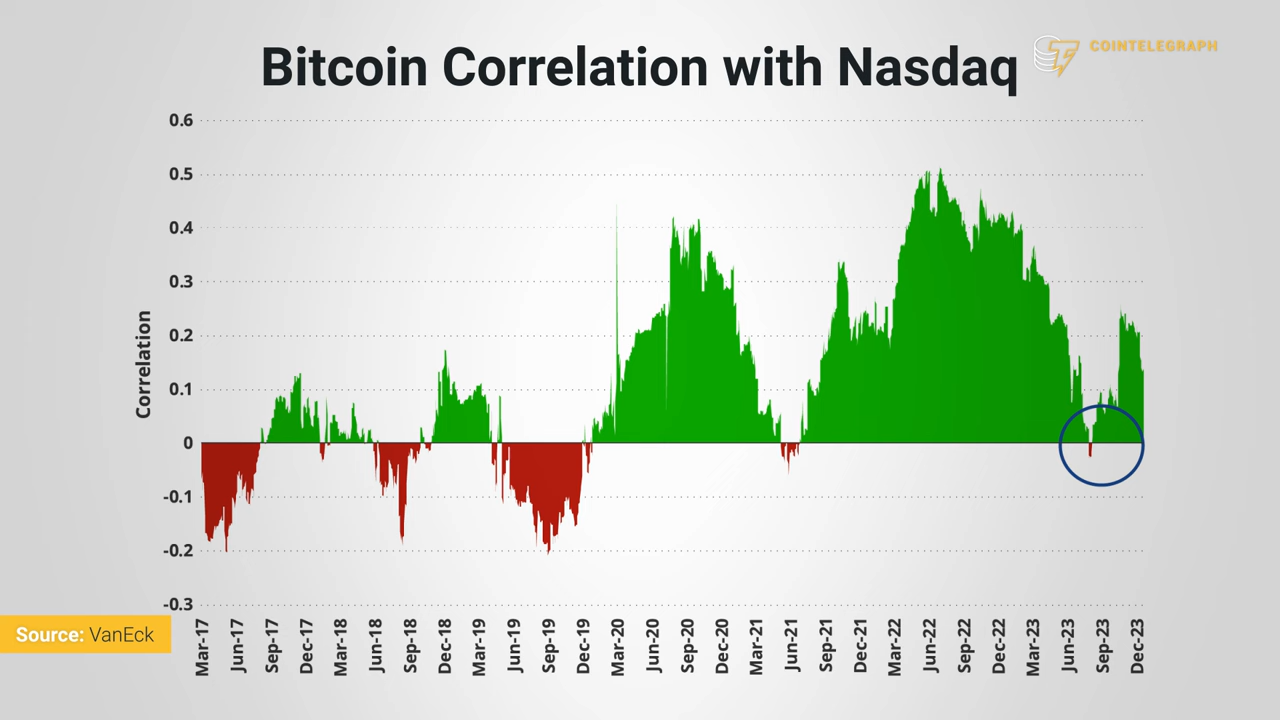 Bitcoin Correlation with Nasdaq
COINTELEGRAPH
Correlation
0.6
0.5
0.4
0.3
0.2
0.1
0
-0.1
-0.2
-0.3
Mar-17
Jun-17
Sep-17
Dec-17
Mar-18
Jun-18
Sep-18
Dec-18
Mar-19
Jun-19
Sep-19
Dec-19
Mar-20
Jun-20
Sep-20
Dec-20
Mar-21
Jun-21
Sep-21
Dec-21
Mar-22
Jun-22
Sep-22
Dec-22
Mar-23
Jun-23
Sep-23
Dec-23
Source: VanEck